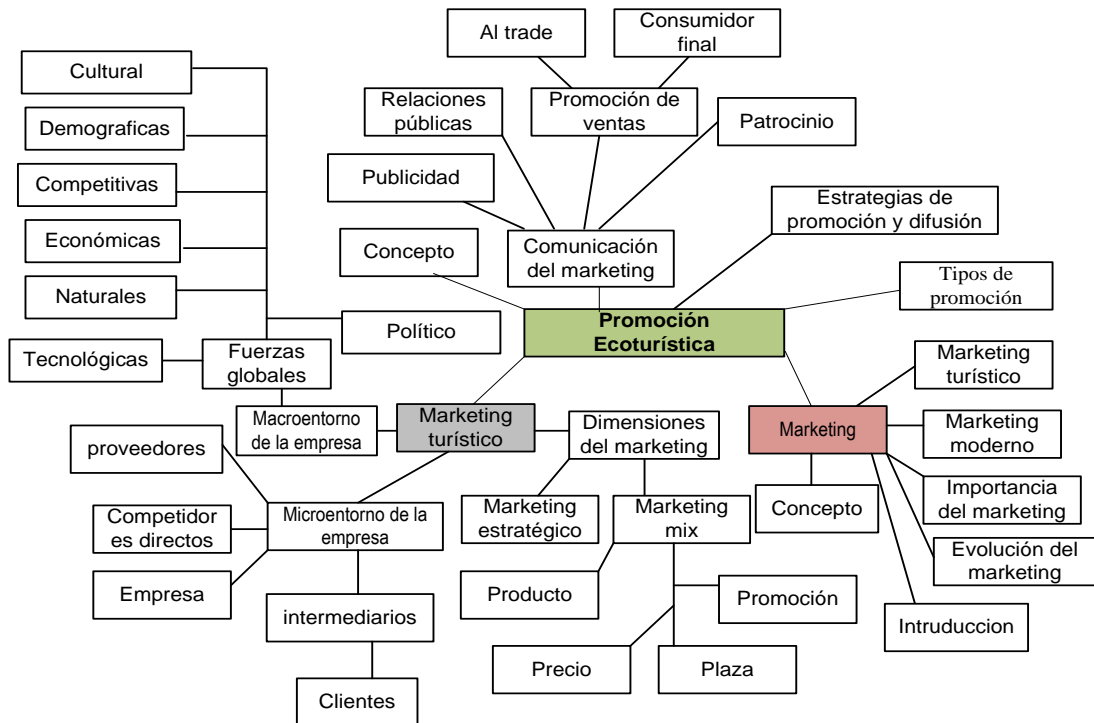 Al trade
Consumidor
final
Cultural
Relaciones
públicas
Promoción de
ventas
Patrocinio
Demograficas
Publicidad
Competitivas
Estrategias de
promoción y difusión
Económicas
Concepto
Comunicación
del marketing
Tipos de
promoción
Naturales
Político
Promoción
Ecoturística
Tecnológicas
Fuerzas
globales
Marketing
turístico
Macroentorno
de la empresa
Marketing
turístico
Dimensiones
del marketing
Marketing
Marketing
moderno
proveedores
Competidor
es directos
Microentorno de la
empresa
Marketing
estratégico
Marketing
mix
Concepto
Importancia
del marketing
Evolución del
marketing
Empresa
intermediarios
Producto
Promoción
Intruduccion
Precio
Plaza
Clientes